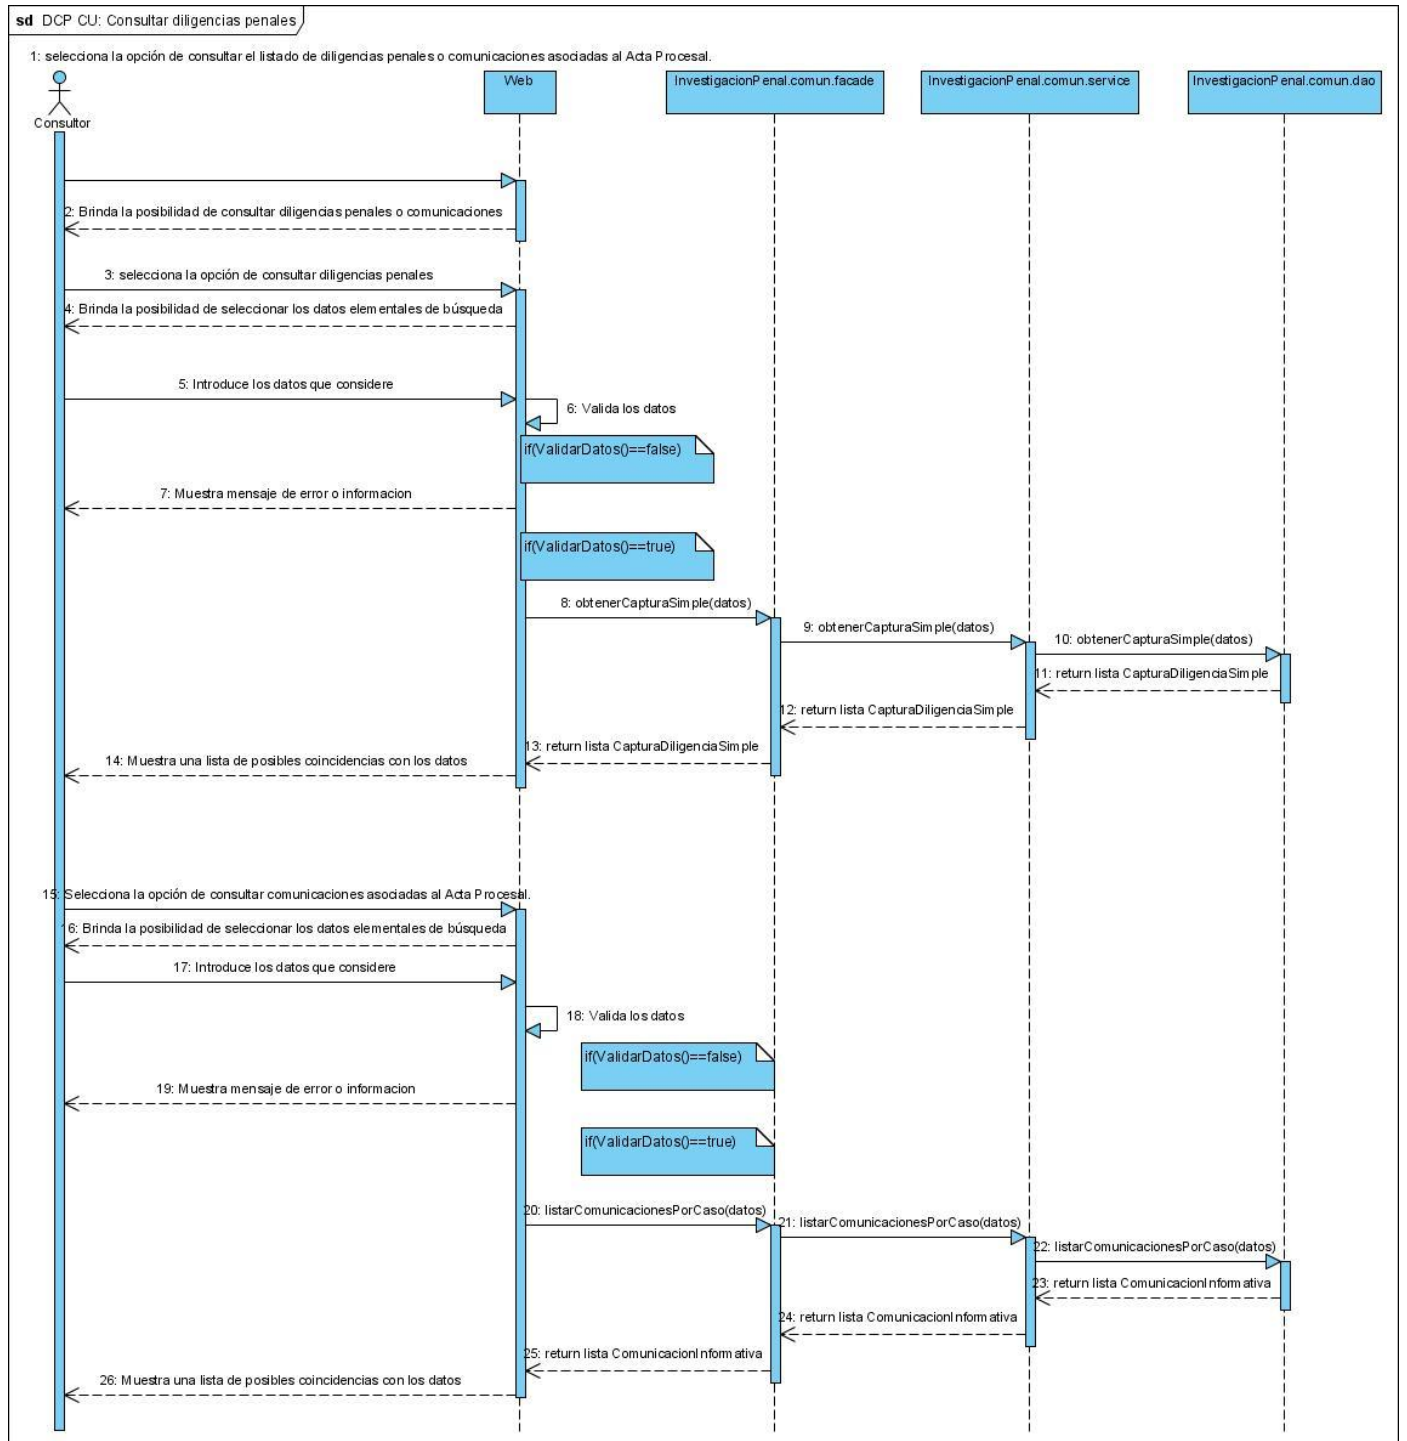 sd DCP CU: Consultar diligencias penales
1: selecciona la opción de consultar el listado de diligencias penales o comunicaciones asociadas al Acta Procesal.
Consultor
Web
InvestigacionPenal.comun.facade
InvestigacionPenal.comun.service
InvestigacionPenal.comun.dao
2: Brinda la posibilidad de consultar diligencias penales o comunicaciones
3: selecciona la opción de consultar diligencias penales
4: Brinda la posibilidad de seleccionar los datos elementales de búsqueda
5: Introduce los datos que considere
6: Valida los datos
if(ValidarDatos()==false)
7: Muestra mensaje de error o informacion
if(ValidarDatos()==true)
8: obtenerCapturaSimple(datos)
9: obtenerCapturaSimple(datos)
10: obtenerCapturaSimple(datos)
11: return lista CapturaDiligenciaSimple
12: return lista CapturaDiligenciaSimple
13: return lista CapturaDiligenciaSimple
14: Muestra una lista de posibles coincidencias con los datos
15: Selecciona la opción de consultar comunicaciones asociadas al Acta Procesal.
16: Brinda la posibilidad de seleccionar los datos elementales de búsqueda
17: Introduce los datos que considere
18: Valida los datos
if(ValidarDatos()==false)
19: Muestra mensaje de error o informacion
if(ValidarDatos()==true)
20: listarComunicacionesPorCaso(datos)
21: listarComunicacionesPorCaso(datos)
22: listarComunicacionesPorCaso(datos)
23: return lista ComunicacionInformativa
24: return lista ComunicacionInformativa
25: return lista ComunicacionInformativa
26: Muestra una lista de posibles coincidencias con los datos